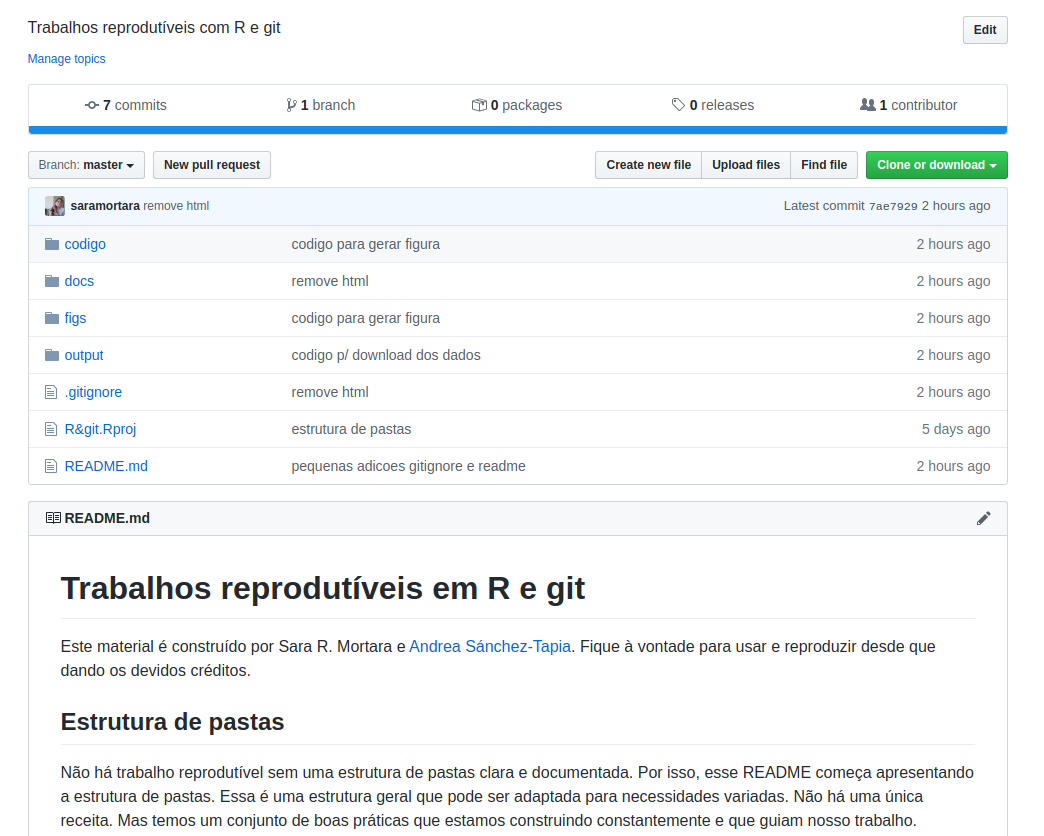 Trabalhos reprodutíveis com R e git
Edit
Manage topics
7 commits
1 branch
0 packages
0 releases
1 contributor
Branch: master
New pull request
Create new file
Upload files
Find file
Clone or download
saramortara remove html
Latest commit 7ae7929 2 hours ago
codigo codigo para gerar figura 2 hours ago
docs remove html 2 hours ago
figs codigo para gerar figura 2 hours ago
output codigo p/ download dos dados 2 hours ago
.gitignore remove html 2 hours ago
R&git.Rproj estrutura de pastas 5 days ago
README.md pequenas adicoes gitignore e readme 2 hours ago
README.md
Trabalhos reprodutíveis em R e git
Este material é construído por Sara R. Mortara e Andrea Sánchez-Tapia. Fique à vontade para usar e reproduzir desde que
dando os devidos créditos.
Estrutura de pastas
Não há trabalho reprodutível sem uma estrutura de pastas clara e documentada. Por isso, esse README começa apresentando
a estrutura de pastas. Essa é uma estrutura geral que pode ser adaptada para necessidades variadas. Não há uma única
receita. Mas temos um conjunto de boas práticas que estamos construindo constantemente e que guiam nosso trabalho.